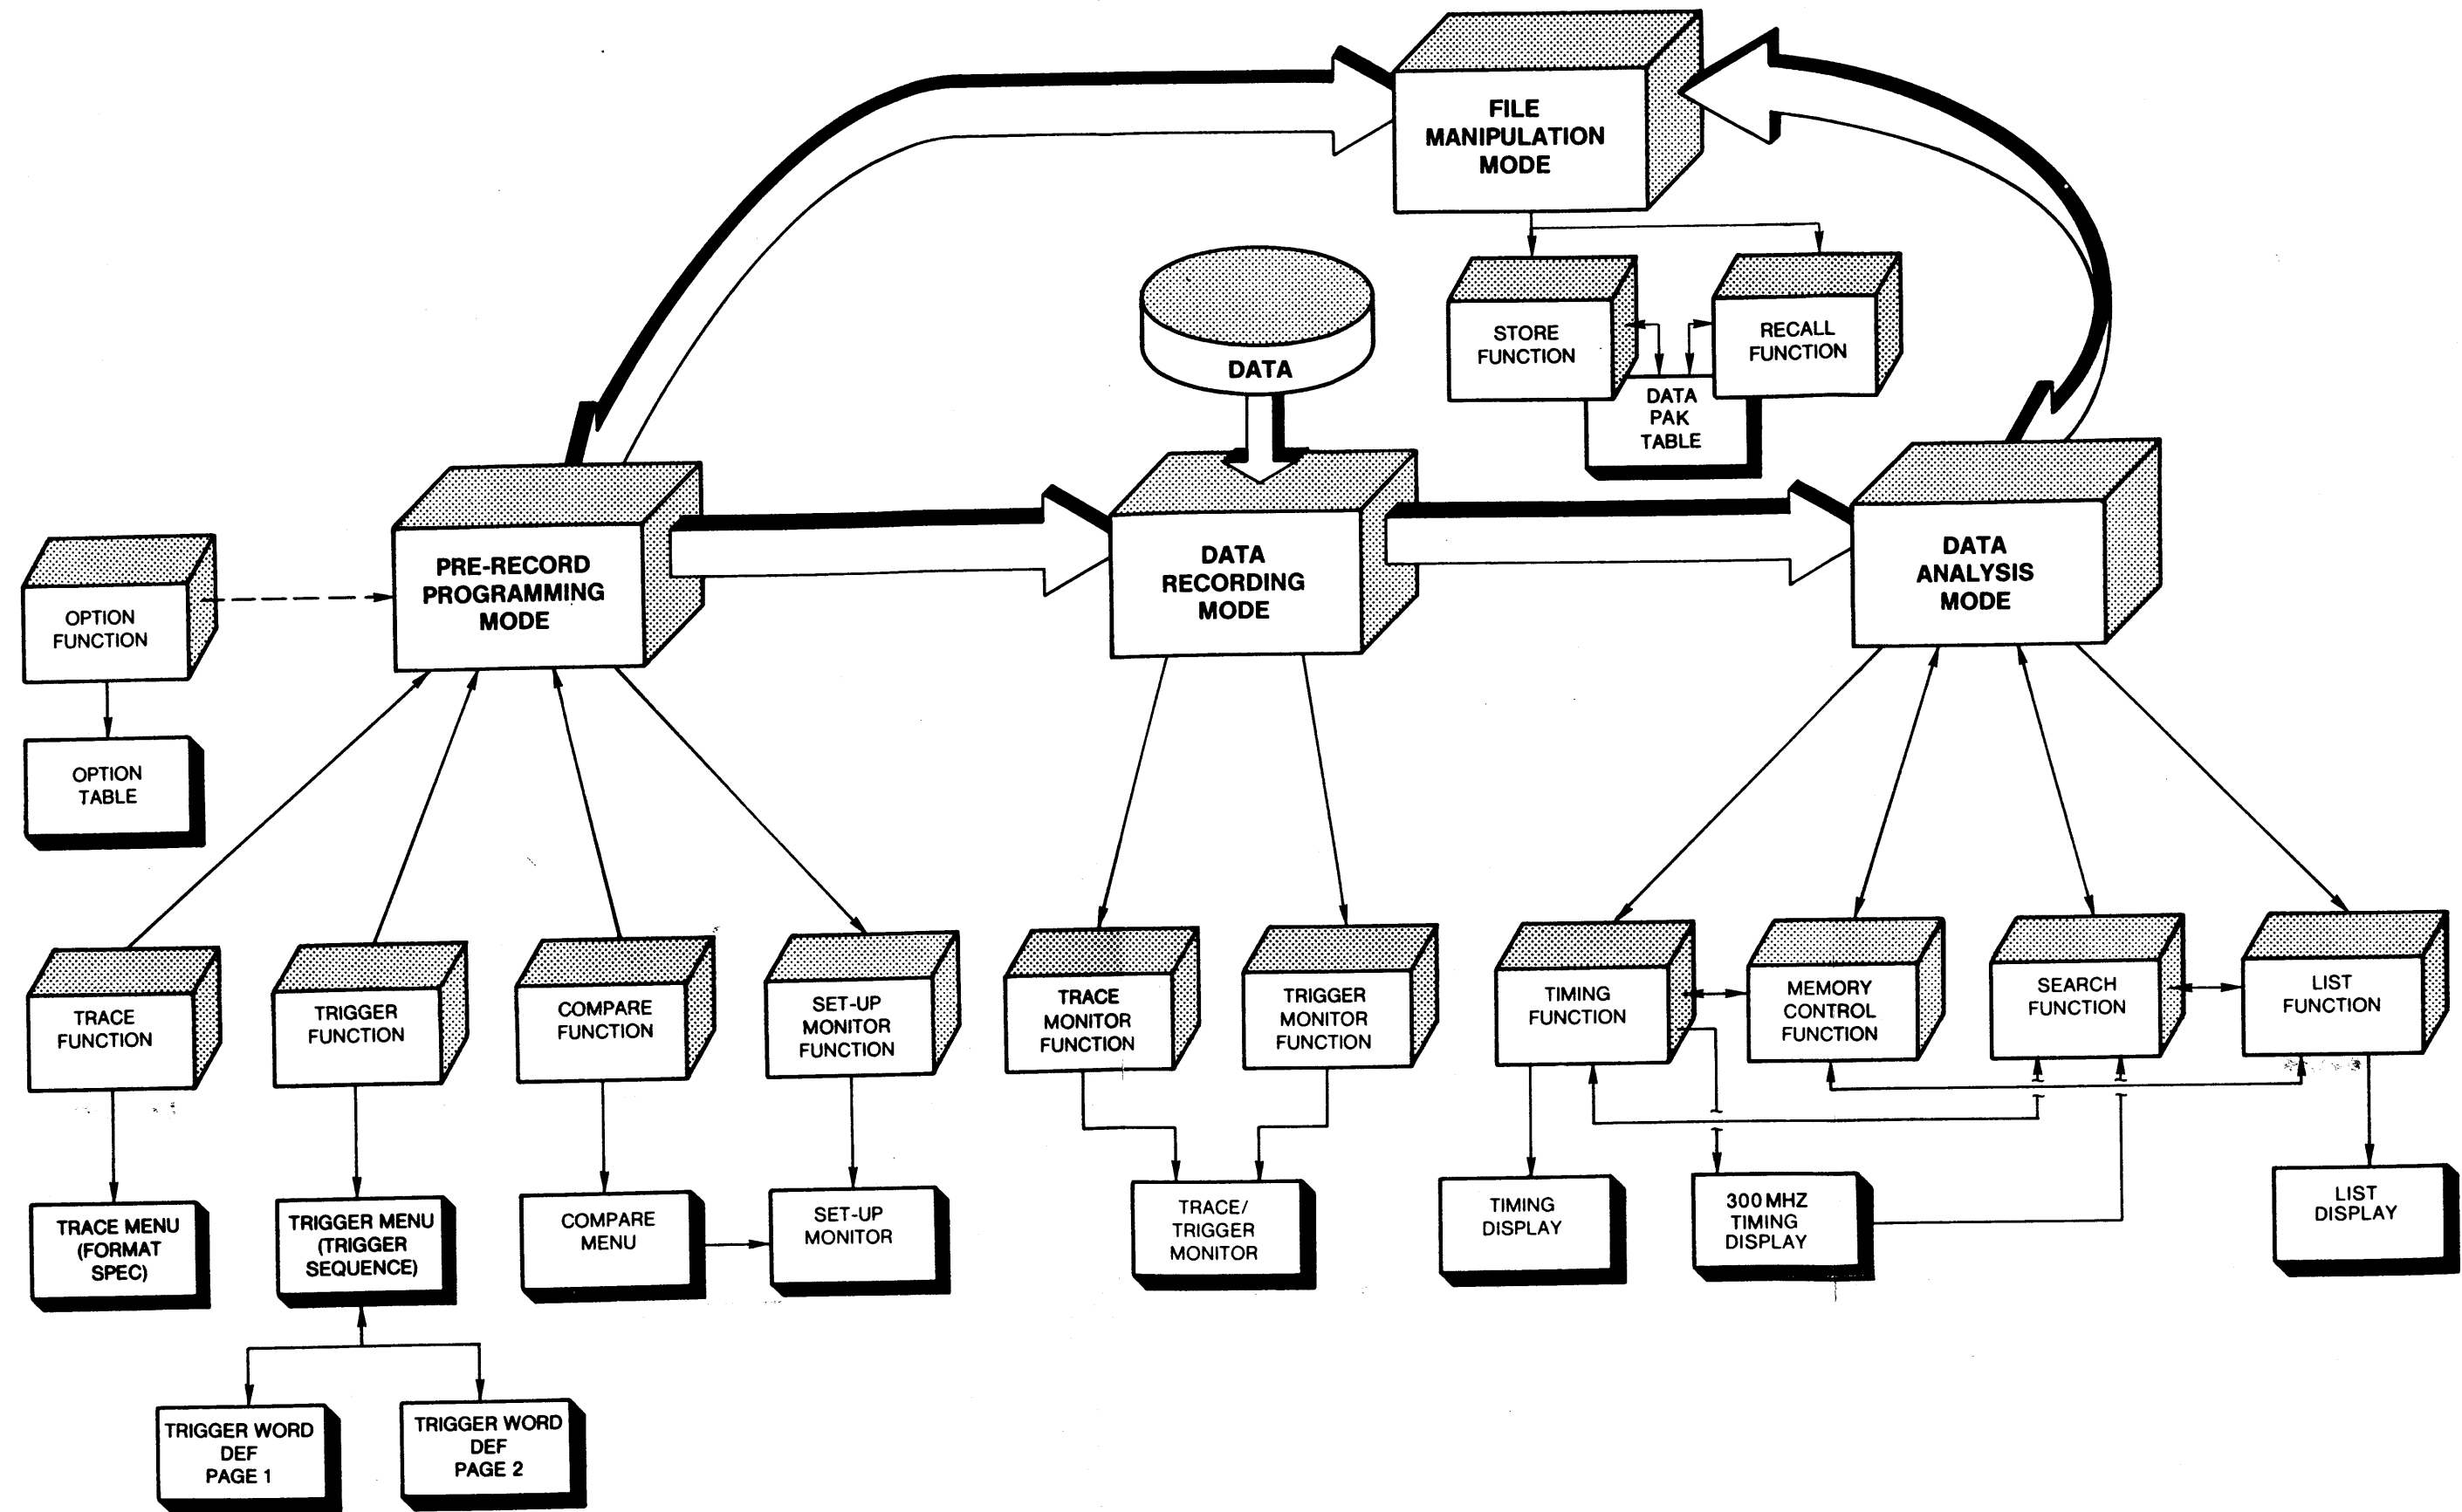 FILE
MANIPULATION
MODE
DATA
STORE
FUNCTION
RECALL
FUNCTION
DATA
PAK
TABLE
OPTION
FUNCTION
PRE-RECORD
PROGRAMMING
MODE
DATA
RECORDING
MODE
DATA
ANALYSIS
MODE
OPTION
TABLE
TRACE
FUNCTION
TRIGGER
FUNCTION
COMPARE
FUNCTION
SET-UP
MONITOR
FUNCTION
TRACE
MONITOR
FUNCTION
TRIGGER
MONITOR
FUNCTION
TIMING
FUNCTION
MEMORY
CONTROL
FUNCTION
SEARCH
FUNCTION
LIST
FUNCTION
TRACE MENU
(FORMAT
SPEC)
TRIGGER MENU
(TRIGGER
SEQUENCE)
COMPARE
MENU
SET-UP
MONITOR
TRACE/
TRIGGER
MONITOR
TIMING
DISPLAY
300 MHZ
TIMING
DISPLAY
LIST
DISPLAY
TRIGGER WORD
DEF
PAGE 1
TRIGGER WORD
DEF
PAGE 2